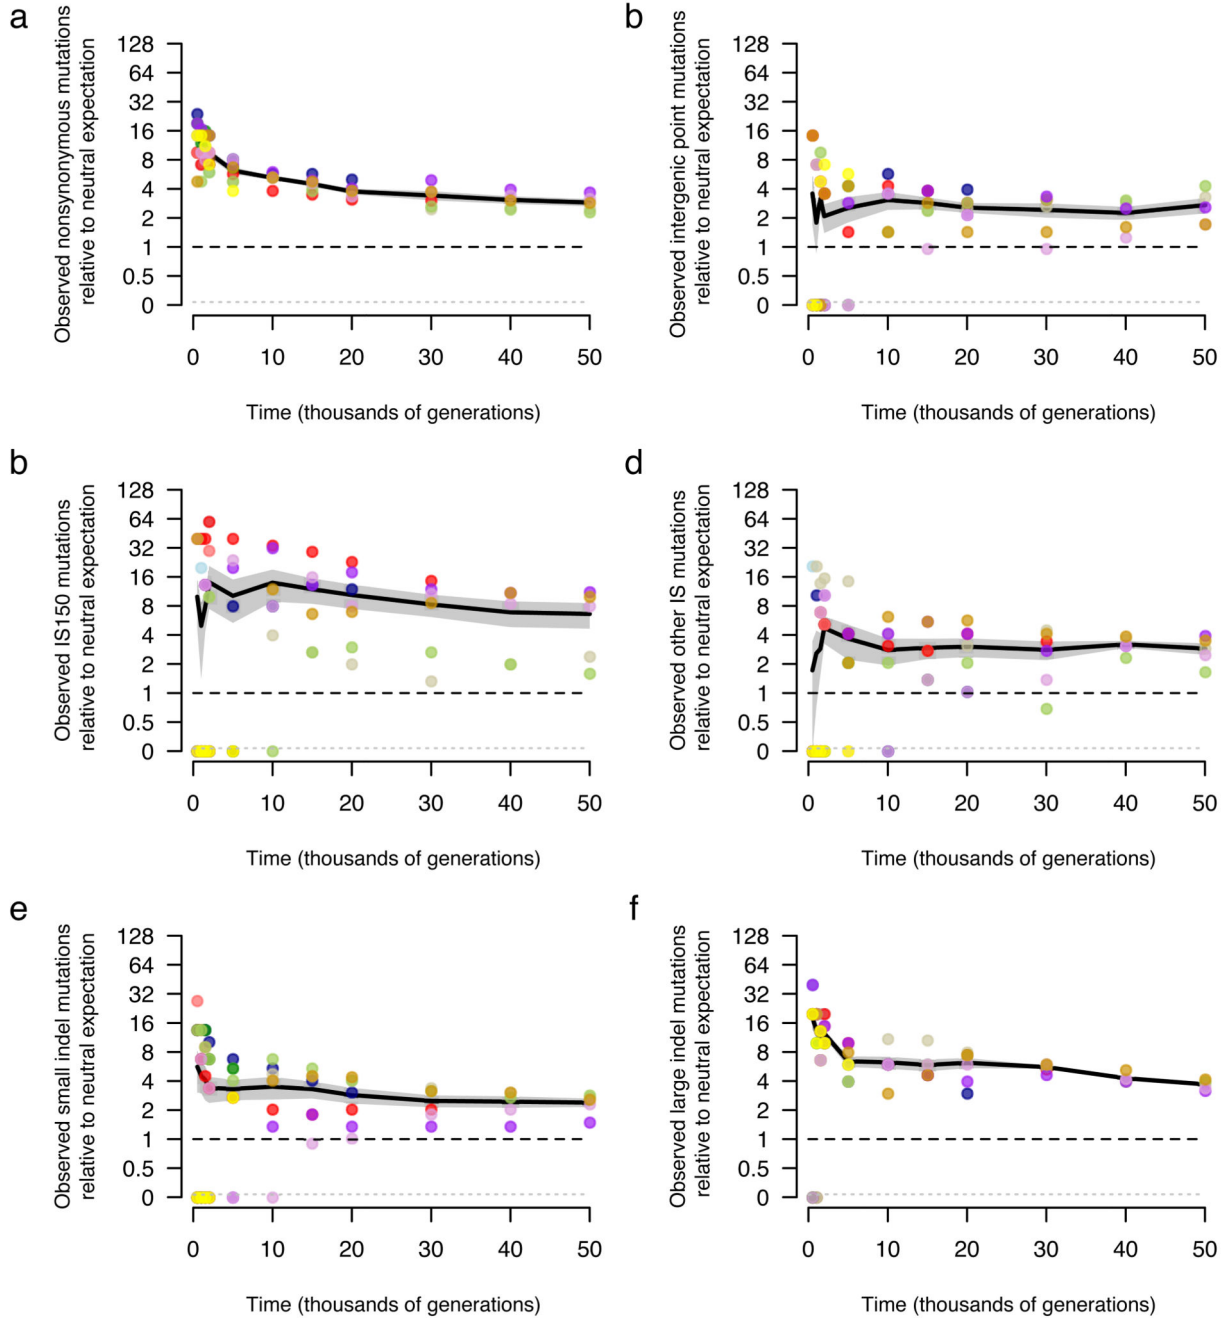 a
Observed nonsynonymous mutations
relative to neutral expectation
128
64
32
16
8
4
2
1
0.5
0
0 10 20 30 40 50
Time (thousands of generations)
b
Observed intergenic point mutations
relative to neutral expectation
128
64
32
16
8
4
2
1
0.5
0
0 10 20 30 40 50
Time (thousands of generations)
b
Observed IS150 mutations
relative to neutral expectation
128
64
32
16
8
4
2
1
0.5
0
0 10 20 30 40 50
Time (thousands of generations)
d
Observed other IS mutations
relative to neutral expectation
128
64
32
16
8
4
2
1
0.5
0
0 10 20 30 40 50
Time (thousands of generations)
e
Observed small indel mutations
relative to neutral expectation
128
64
32
16
8
4
2
1
0.5
0
0 10 20 30 40 50
Time (thousands of generations)
f
Observed large indel mutations
relative to neutral expectation
128
64
32
16
8
4
2
1
0.5
0
0 10 20 30 40 50
Time (thousands of generations)